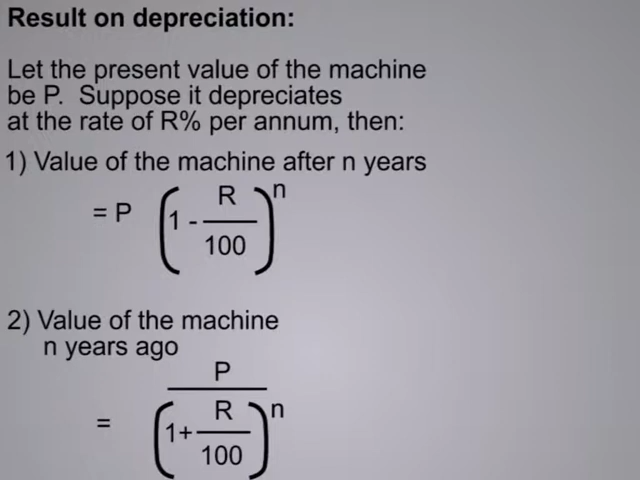 Result on depreciation:
Let the present value of the machine
be P. Suppose it depreciates
at the rate of R% per annum, then:
1) Value of the machine after n years
= P (1 - R/100)^n
2) Value of the machine
n years ago
= P / (1+ R/100)^n